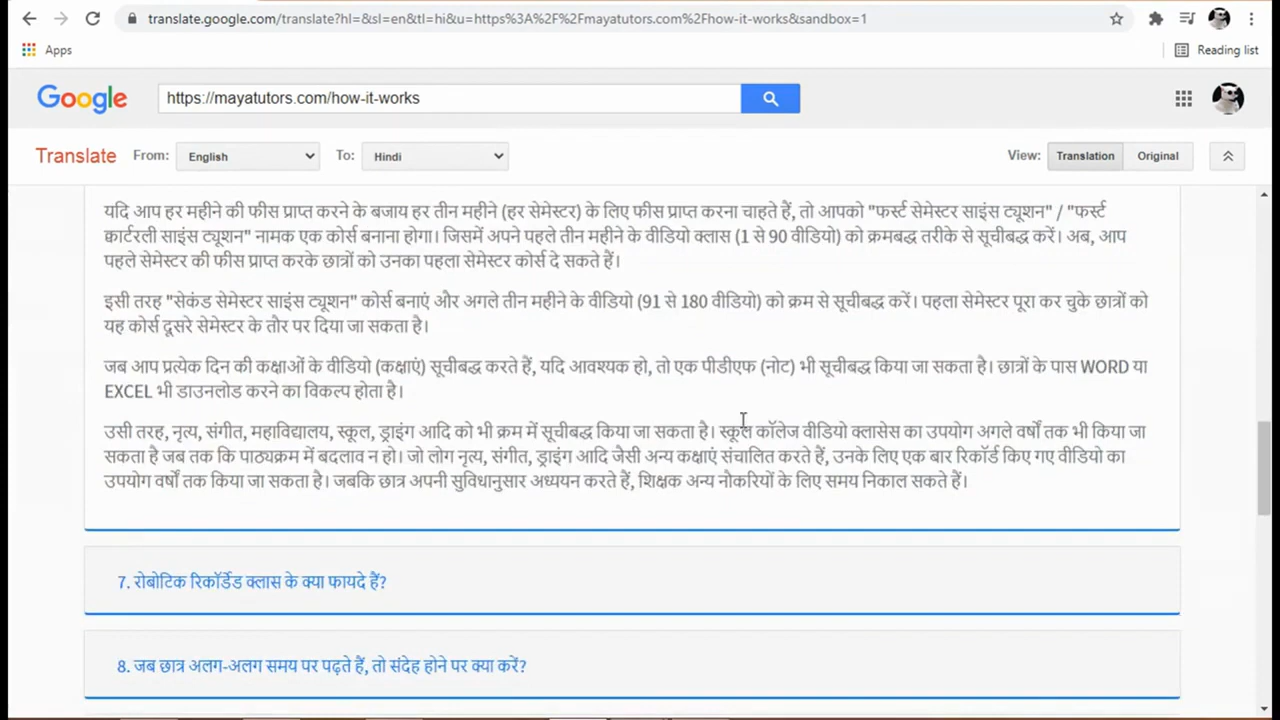 translate.google.com/translate?hl=&sl=en&tl=hi&u=https%3A%2F%2Fmayatutors.com%2Fhow-it-works&sandbox=1
Apps
Reading list
Google
https://mayatutors.com/how-it-works
Translate From: English To: Hindi View: Translation Original
यदि आप हर महीने की फीस प्राप्त करने के बजाय हर तीन महीने (हर सेमेस्टर) के लिए फीस प्राप्त करना चाहते हैं, तो आपको "फर्स्ट सेमेस्टर साइंस ट्यूशन" / "फर्स्ट
क्वार्टरली साइंस ट्यूशन" नामक एक कोर्स बनाना होगा। जिसमें अपने पहले तीन महीने के वीडियो क्लास (1 से 90 वीडियो) को क्रमबद्ध तरीके से सूचीबद्ध करें। अब, आप
पहले सेमेस्टर की फीस प्राप्त करके छात्रों को उनका पहला सेमेस्टर कोर्स दे सकते हैं।
इसी तरह "सेकंड सेमेस्टर साइंस ट्यूशन" कोर्स बनाएं और अगले तीन महीने के वीडियो (91 से 180 वीडियो) को क्रम से सूचीबद्ध करें। पहला सेमेस्टर पूरा कर चुके छात्रों को
यह कोर्स दूसरे सेमेस्टर के तौर पर दिया जा सकता है।
जब आप प्रत्येक दिन की कक्षाओं के वीडियो (कक्षाएं) सूचीबद्ध करते हैं, यदि आवश्यक हो, तो एक पीडीएफ (नोट) भी सूचीबद्ध किया जा सकता है। छात्रों के पास WORD या
EXCEL भी डाउनलोड करने का विकल्प होता है।
उसी तरह, नृत्य, संगीत, महाविद्यालय, स्कूल, ड्राइंग आदि को भी क्रम में सूचीबद्ध किया जा सकता है। स्कूल कॉलेज वीडियो क्लासेस का उपयोग अगले वर्षों तक भी किया जा
सकता है जब तक कि पाठ्यक्रम में बदलाव न हो। जो लोग नृत्य, संगीत, ड्राइंग आदि जैसी अन्य कक्षाएं संचालित करते हैं, उनके लिए एक बार रिकॉर्ड किए गए वीडियो का
उपयोग वर्षों तक किया जा सकता है। जबकि छात्र अपनी सुविधानुसार अध्ययन करते हैं, शिक्षक अन्य नौकरियों के लिए समय निकाल सकते हैं।
7. रोबोटिक रिकॉर्डेड क्लास के क्या फायदे हैं?
8. जब छात्र अलग-अलग समय पर पढ़ते हैं, तो संदेह होने पर क्या करें?